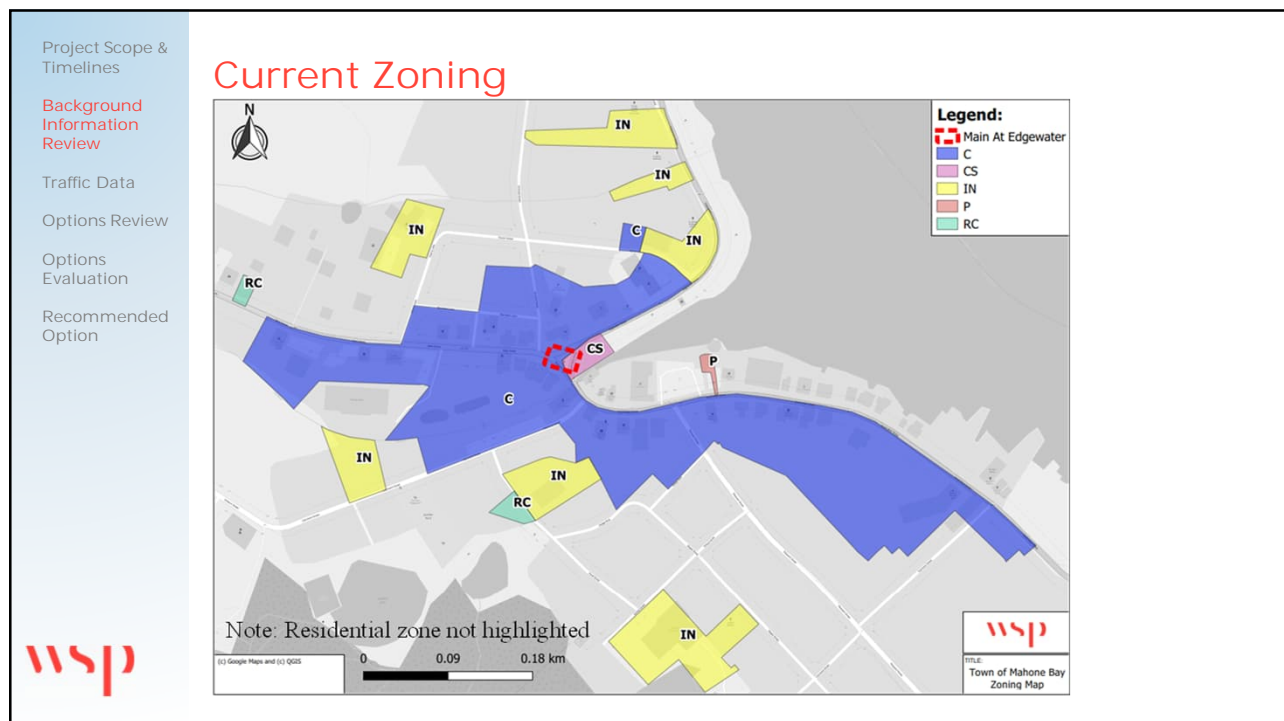 Project Scope &
Timelines
Background
Information
Review
Traffic Data
Options Review
Options
Evaluation
Recommended
Option
wsp
Current Zoning
N
Legend:
Main At Edgewater
C
CS
IN
P
RC
IN
IN
IN
C
IN
RC
CS
P
C
IN
IN
RC
IN
Note: Residential zone not highlighted
(c) Google Maps and (c) QGIS
0 0.09 0.18 km
wsp
TITLE:
Town of Mahone Bay
Zoning Map